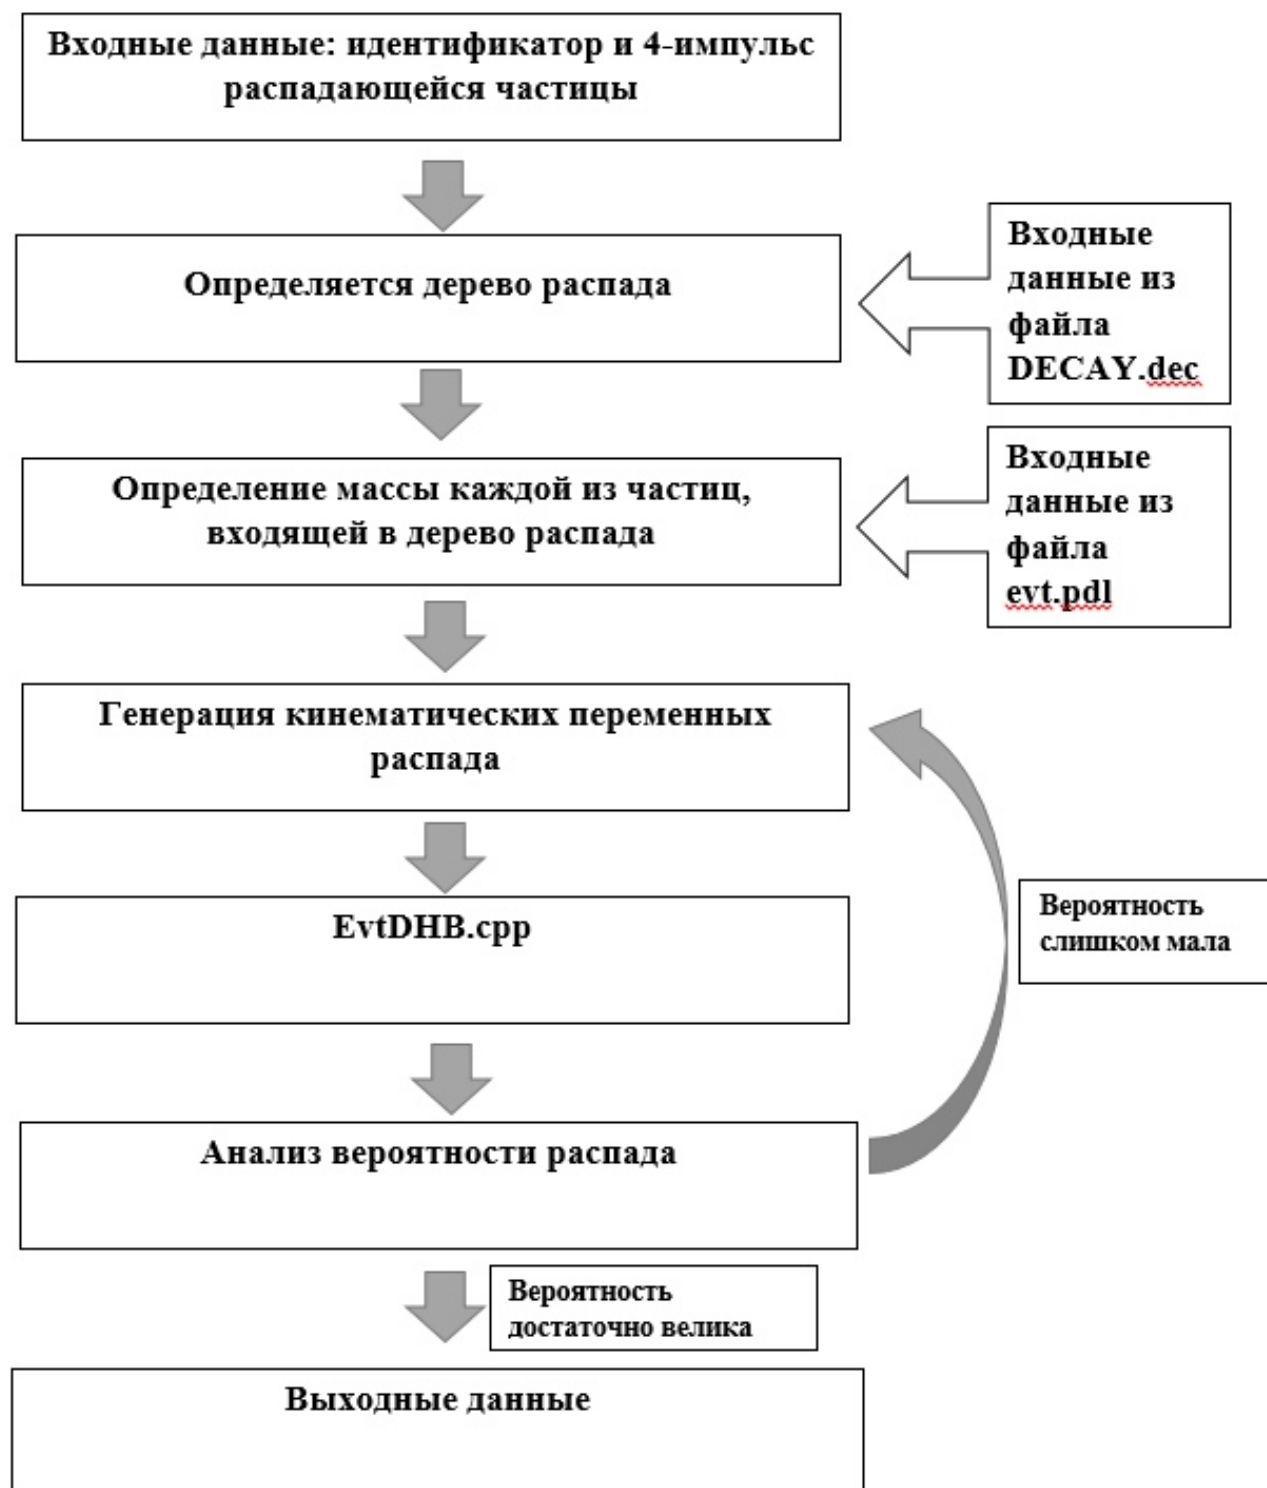 Входные данные: идентификатор и 4-импульс
распадающейся частицы
Определяется дерево распада
Входные
данные из
файла
DECAY.dec
Определение массы каждой из частиц,
входящей в дерево распада
Входные
данные из
файла
evt.pdl
Генерация кинематических переменных
распада
EvtDHB.cpp
Вероятность
слишком мала
Анализ вероятности распада
Вероятность
достаточно велика
Выходные данные